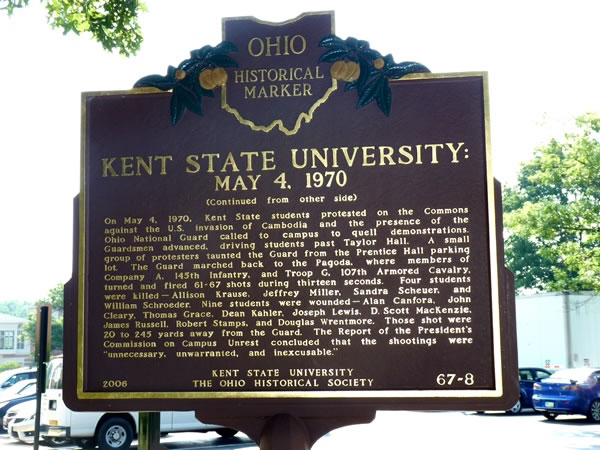 OHIO
HISTORICAL
MARKER
KENT STATE UNIVERSITY:
MAY 4, 1970
(Continued from other side)
On May 4, 1970, Kent State students protested on the Commons
against the U.S. invasion of Cambodia and the presence of the
Ohio National Guard called to campus to quell demonstrations.
Guardsmen advanced, driving students past Taylor Hall. A small
group of protesters taunted the Guard from the Prentice Hall parking
lot. The Guard marched back to the Pagoda, where members of
Company A, 145th Infantry, and Troop G, 107th Armored Cavalry,
turned and fired 61-67 shots during thirteen seconds. Four students
were killed—Allison Krause, Jeffrey Miller, Sandra Scheuer, and
William Schroeder. Nine students were wounded—Alan Canfora, John
Cleary, Thomas Grace, Dean Kahler, Joseph Lewis, D. Scott MacKenzie,
James Russell, Robert Stamps, and Douglas Wrentmore. Those shot were
20 to 245 yards away from the Guard. The Report of the President's
Commission on Campus Unrest concluded that the shootings were
"unnecessary, unwarranted, and inexcusable."
KENT STATE UNIVERSITY
2006 THE OHIO HISTORICAL SOCIETY 67-8